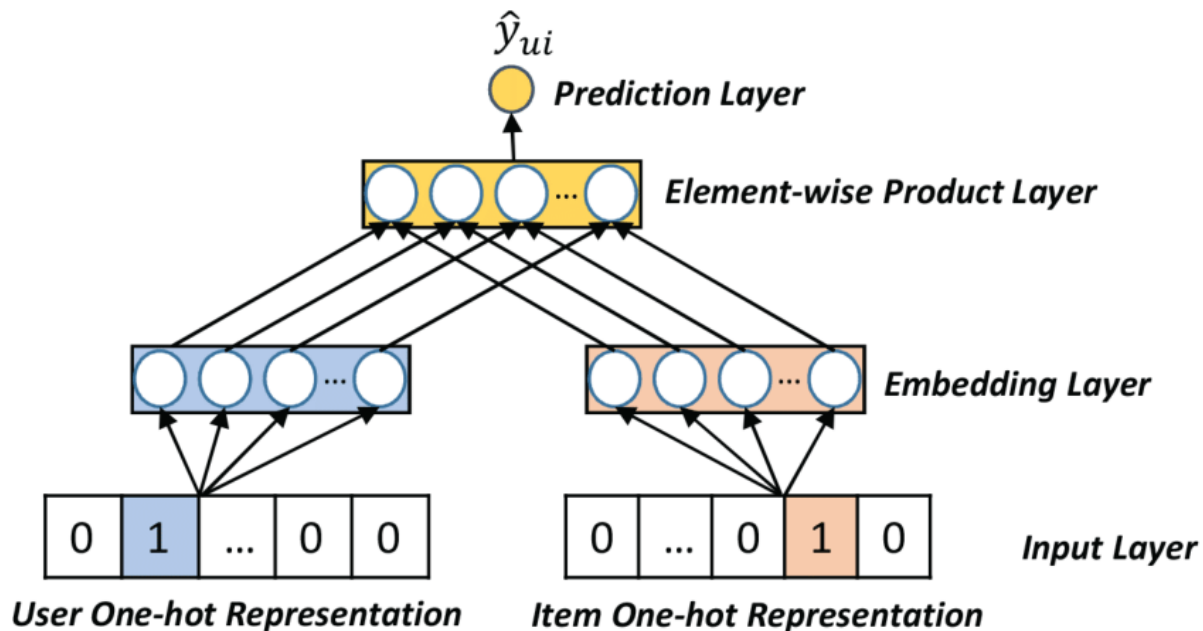 ŷui
Prediction Layer
...
Element-wise Product Layer
...
...
Embedding Layer
0 1 ... 0 0
0 ... 0 1 0
Input Layer
User One-hot Representation
Item One-hot Representation